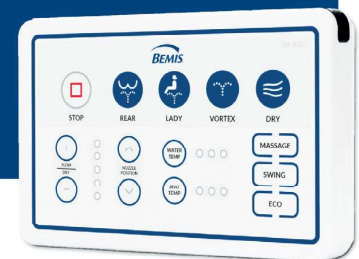 BEMIS
STOP
REAR
LADY
VORTEX
DRY
FLOW
DRY
NOZZLE
POSITION
WATER
TEMP
SEAT
TEMP
MASSAGE
SWING
ECO